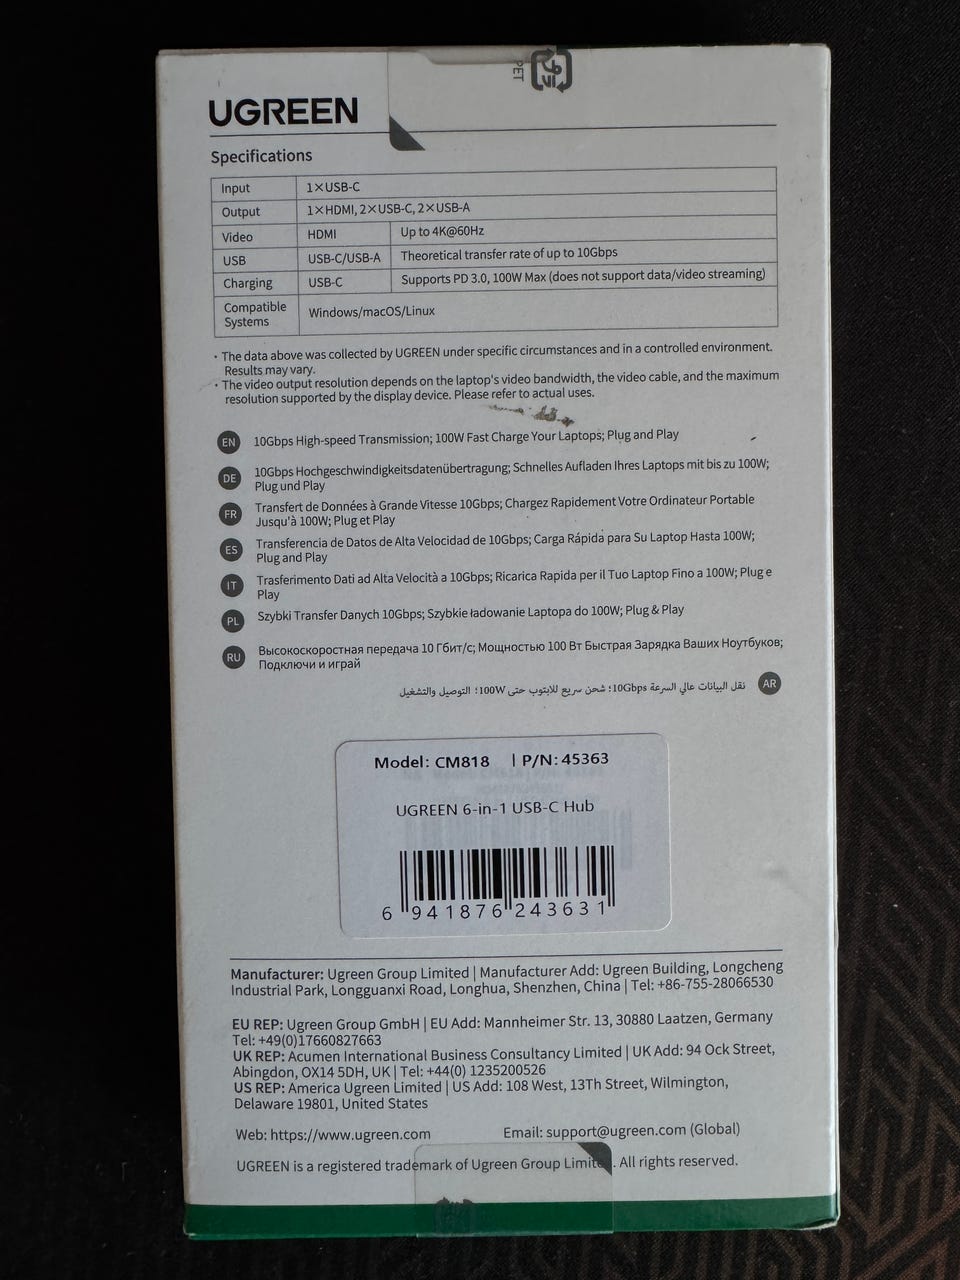 PET
UGREEN
Specifications
Input 1×USB-C
Output 1×HDMI, 2×USB-C, 2×USB-A
Video HDMI Up to 4K@60Hz
USB USB-C/USB-A Theoretical transfer rate of up to 10Gbps
Charging USB-C Supports PD 3.0, 100W Max (does not support data/video streaming)
Compatible
Systems Windows/macOS/Linux
· The data above was collected by UGREEN under specific circumstances and in a controlled environment.
Results may vary.
· The video output resolution depends on the laptop's video bandwidth, the video cable, and the maximum
resolution supported by the display device. Please refer to actual uses.
EN 10Gbps High-speed Transmission; 100W Fast Charge Your Laptops; Plug and Play
DE 10Gbps Hochgeschwindigkeitsdatenübertragung; Schnelles Aufladen Ihres Laptops mit bis zu 100W;
Plug und Play
FR Transfert de Données à Grande Vitesse 10Gbps; Chargez Rapidement Votre Ordinateur Portable
Jusqu'à 100W; Plug et Play
ES Transferencia de Datos de Alta Velocidad de 10Gbps; Carga Rápida para Su Laptop Hasta 100W;
Plug and Play
IT Trasferimento Dati ad Alta Velocità a 10Gbps; Ricarica Rapida per il Tuo Laptop Fino a 100W; Plug e
Play
PL Szybki Transfer Danych 10Gbps; Szybkie ładowanie Laptopa do 100W; Plug & Play
RU Высокоскоростная передача 10 Гбит/с; Мощностью 100 Вт Быстрая Зарядка Ваших Ноутбуков;
Подключи и играй
AR نقل البيانات عالي السرعة 10Gbps؛ شحن سريع للابتوب حتى 100W؛ التوصيل والتشغيل
Model: CM818 | P/N: 45363
UGREEN 6-in-1 USB-C Hub
6 941876 243631
Manufacturer: Ugreen Group Limited | Manufacturer Add: Ugreen Building, Longcheng
Industrial Park, Longguanxi Road, Longhua, Shenzhen, China | Tel: +86-755-28066530
EU REP: Ugreen Group GmbH | EU Add: Mannheimer Str. 13, 30880 Laatzen, Germany
Tel: +49(0)17660827663
UK REP: Acumen International Business Consultancy Limited | UK Add: 94 Ock Street,
Abingdon, OX14 5DH, UK | Tel: +44(0) 1235200526
US REP: America Ugreen Limited | US Add: 108 West, 13Th Street, Wilmington,
Delaware 19801, United States
Web: https://www.ugreen.com Email: support@ugreen.com (Global)
UGREEN is a registered trademark of Ugreen Group Limited. All rights reserved.